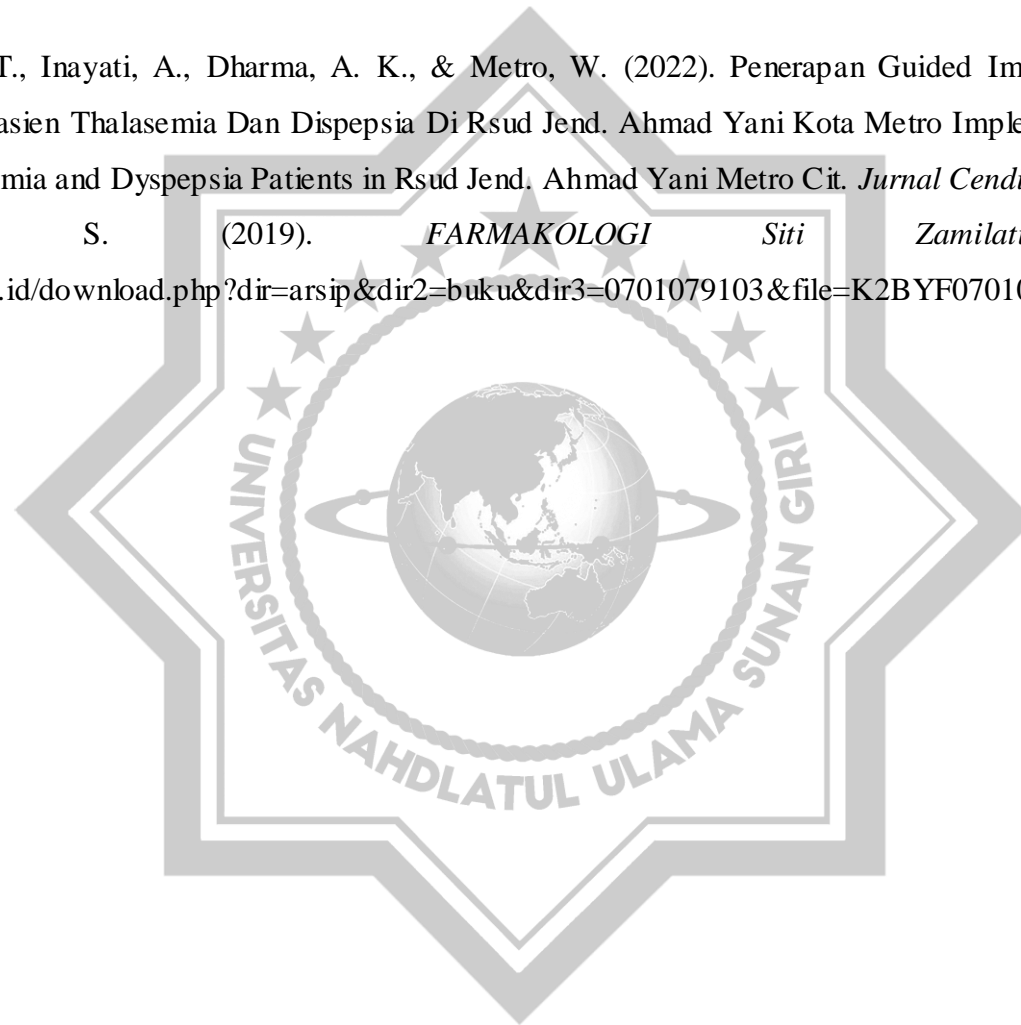 T., Inayati, A., Dharma, A. K., & Metro, W. (2022). Penerapan Guided Im
asien Thalasemia Dan Dispepsia Di Rsud Jend. Ahmad Yani Kota Metro Imple
mia and Dyspepsia Patients in Rsud Jend. Ahmad Yani Metro Cit. Jurnal Cend
S. (2019). FARMAKOLOGI Siti Zamilat
.id/download.php?dir=arsip&dir2=buku&dir3=0701079103&file=K2BYF07010
UNIVERSITAS NAHDLATUL ULAMA SUNAN GIRI